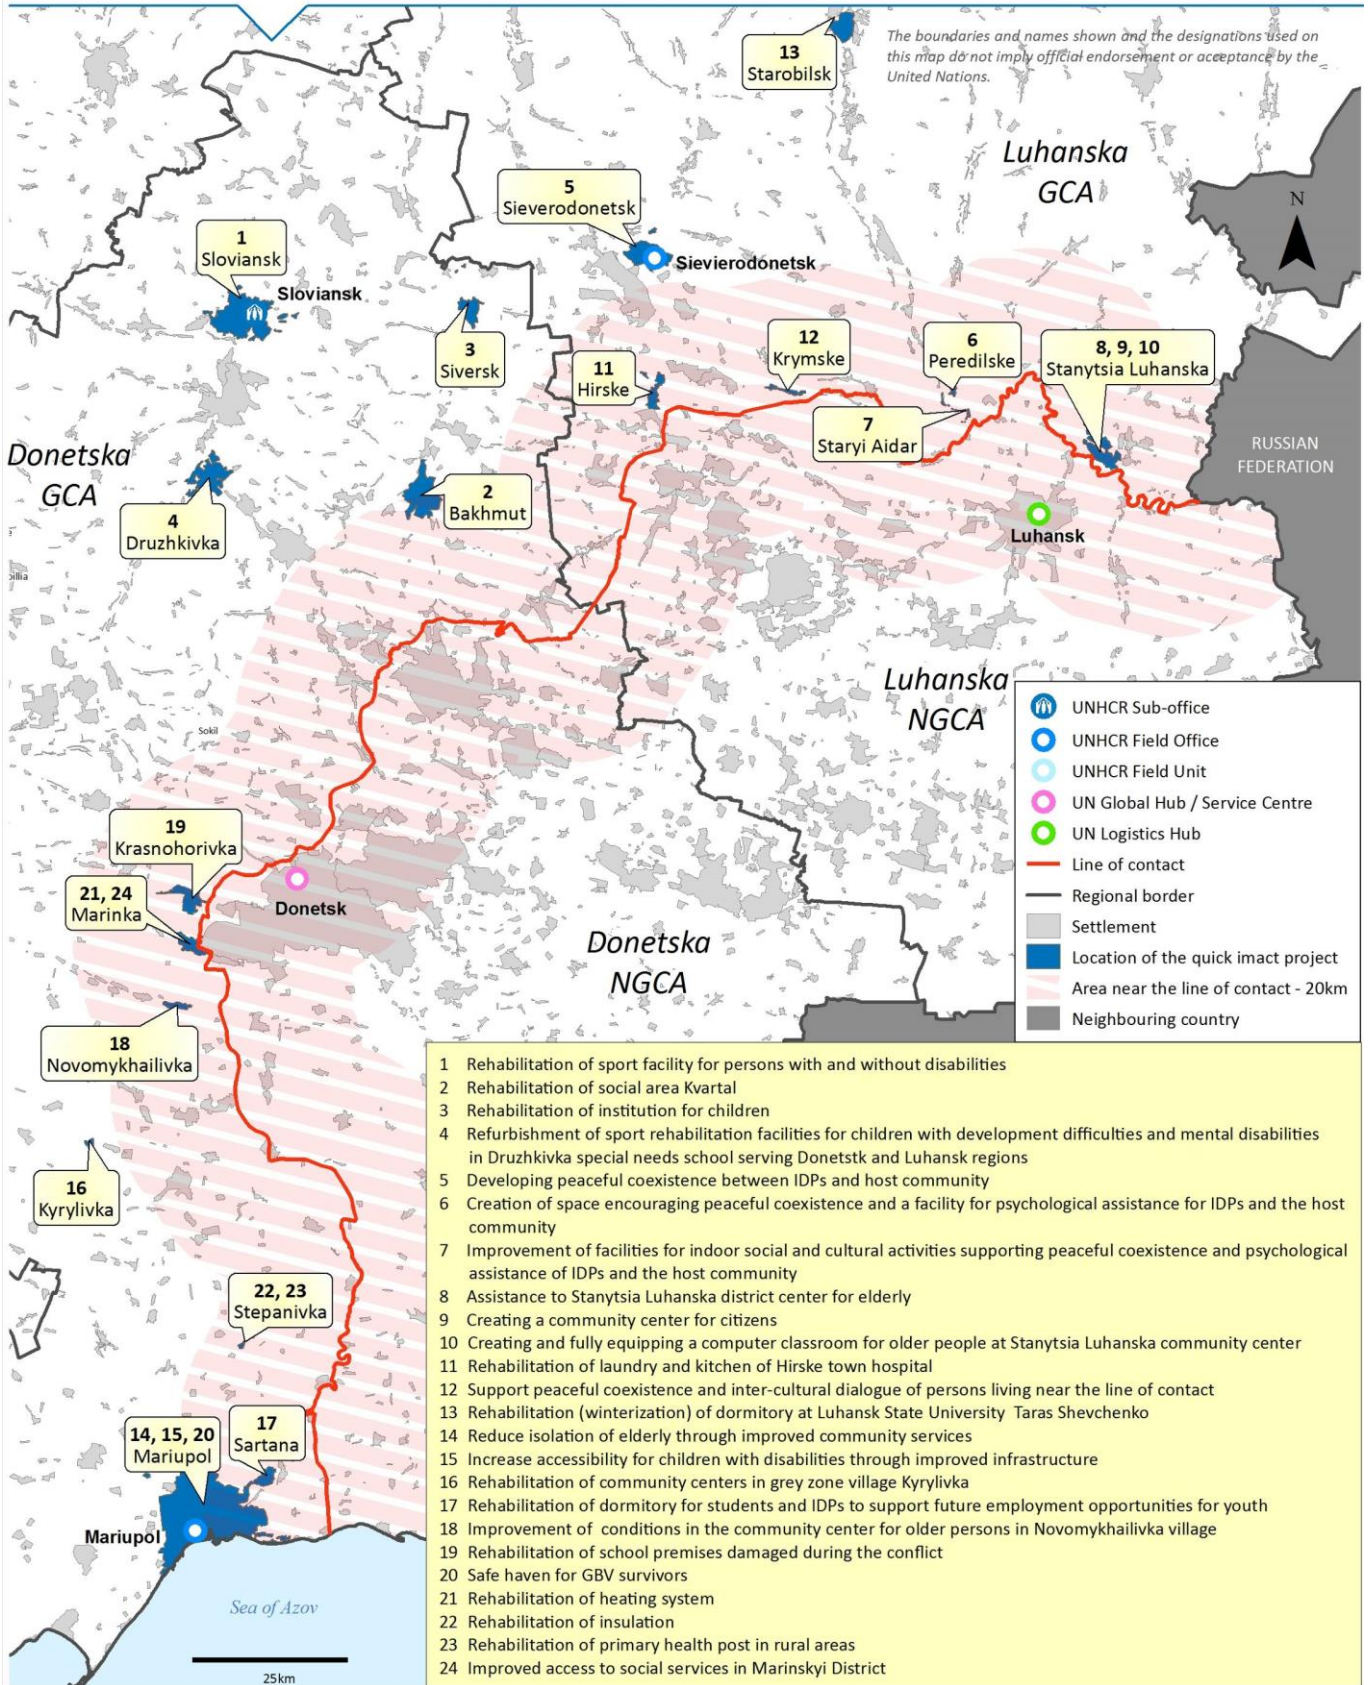 The boundaries and names shown and the designations used on
this map do not imply official endorsement or acceptance by the
United Nations.
13
Starobilsk
Luhanska
GCA
N
5
Sieverodonetsk
Sievierodonetsk
1
Sloviansk
Sloviansk
3
Siversk
11
Hirske
12
Krymske
6
Peredilske
8, 9, 10
Stanytsia Luhanska
7
Staryi Aidar
RUSSIAN
FEDERATION
Donetska
GCA
4
Druzhkivka
2
Bakhmut
Luhansk
Luhanska
NGCA
Sokil
19
Krasnohorivka
21, 24
Marinka
Donetsk
Donetska
NGCA
18
Novomykhailivka
16
Kyrylivka
22, 23
Stepanivka
14, 15, 20
Mariupol
17
Sartana
Mariupol
Sea of Azov
25km
UNHCR Sub-office
UNHCR Field Office
UNHCR Field Unit
UN Global Hub / Service Centre
UN Logistics Hub
Line of contact
Regional border
Settlement
Location of the quick imact project
Area near the line of contact - 20km
Neighbouring country
1 Rehabilitation of sport facility for persons with and without disabilities
2 Rehabilitation of social area Kvartal
3 Rehabilitation of institution for children
4 Refurbishment of sport rehabilitation facilities for children with development difficulties and mental disabilities
in Druzhkivka special needs school serving Donetstk and Luhansk regions
5 Developing peaceful coexistence between IDPs and host community
6 Creation of space encouraging peaceful coexistence and a facility for psychological assistance for IDPs and the host
community
7 Improvement of facilities for indoor social and cultural activities supporting peaceful coexistence and psychological
assistance of IDPs and the host community
8 Assistance to Stanytsia Luhanska district center for elderly
9 Creating a community center for citizens
10 Creating and fully equipping a computer classroom for older people at Stanytsia Luhanska community center
11 Rehabilitation of laundry and kitchen of Hirske town hospital
12 Support peaceful coexistence and inter-cultural dialogue of persons living near the line of contact
13 Rehabilitation (winterization) of dormitory at Luhansk State University Taras Shevchenko
14 Reduce isolation of elderly through improved community services
15 Increase accessibility for children with disabilities through improved infrastructure
16 Rehabilitation of community centers in grey zone village Kyrylivka
17 Rehabilitation of dormitory for students and IDPs to support future employment opportunities for youth
18 Improvement of conditions in the community center for older persons in Novomykhailivka village
19 Rehabilitation of school premises damaged during the conflict
20 Safe haven for GBV survivors
21 Rehabilitation of heating system
22 Rehabilitation of insulation
23 Rehabilitation of primary health post in rural areas
24 Improved access to social services in Marinskyi District